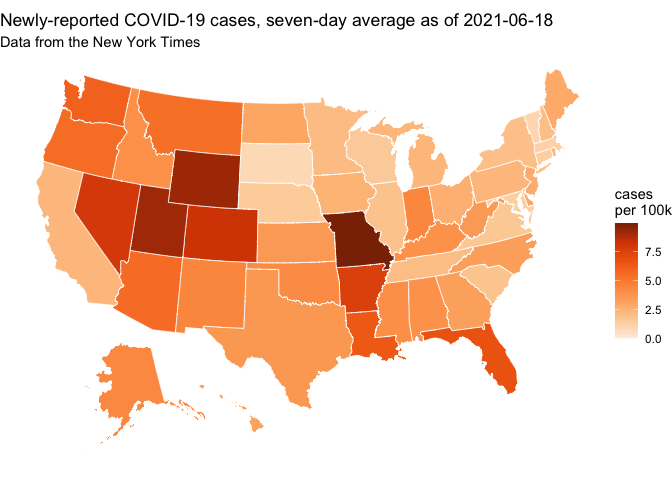 Newly-reported COVID-19 cases, seven-day average as of 2021-06-18
Data from the New York Times
cases
per 100k
7.5
5.0
2.5
0.0